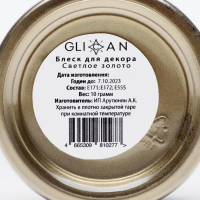 GLICAN
Блеск для декора
Светлое золото
Дата изготовления:
Годен до: 7.10.2023
Состав: E171; E172; E555
Вес: 10 грамм
Изготовитель: ИП Арутюнян А.К.
Хранить в плотно закрытой таре
при комнатной температуре
4 665309 810277 >